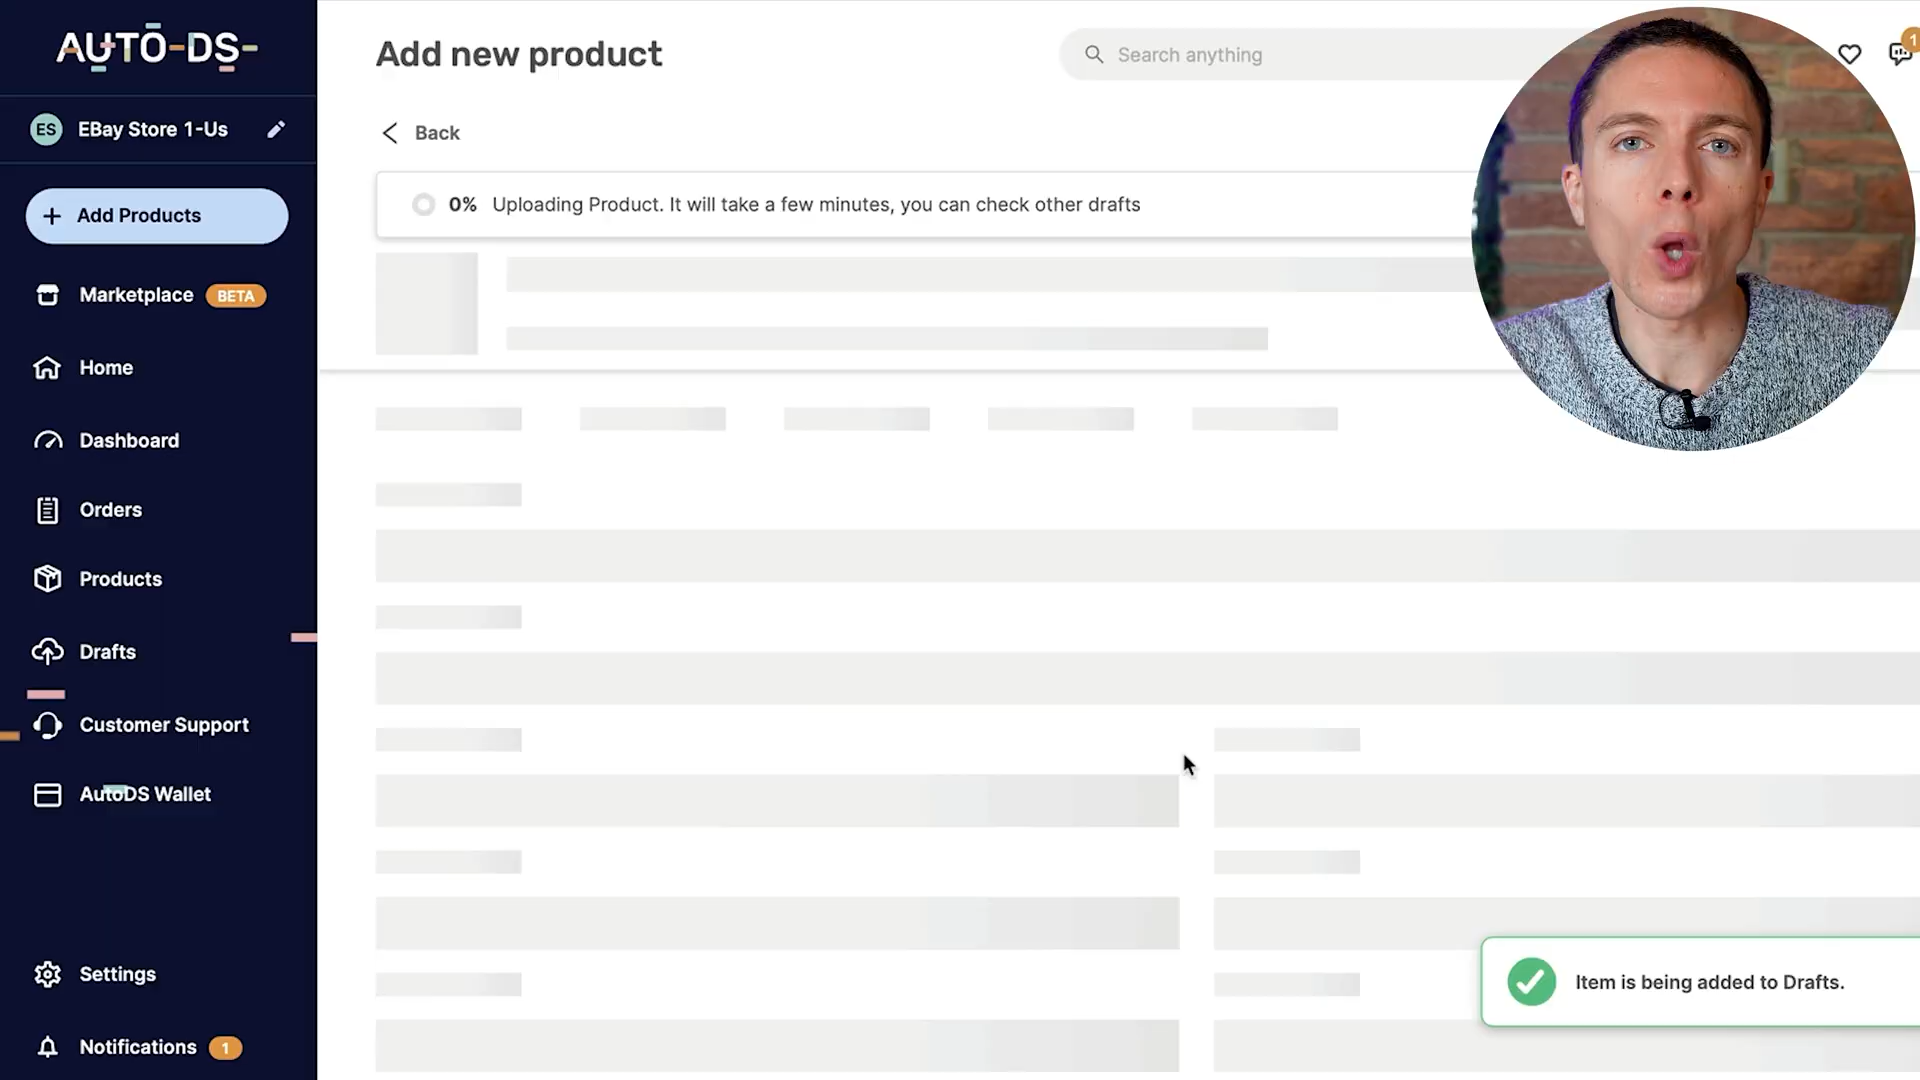 AUTO-DS-
ES EBay Store 1-Us
+ Add Products
Marketplace BETA
Home
Dashboard
Orders
Products
Drafts
Customer Support
AutoDS Wallet
Settings
Notifications 1
Add new product
Search anything
1
Back
0% Uploading Product. It will take a few minutes, you can check other drafts
Item is being added to Drafts.